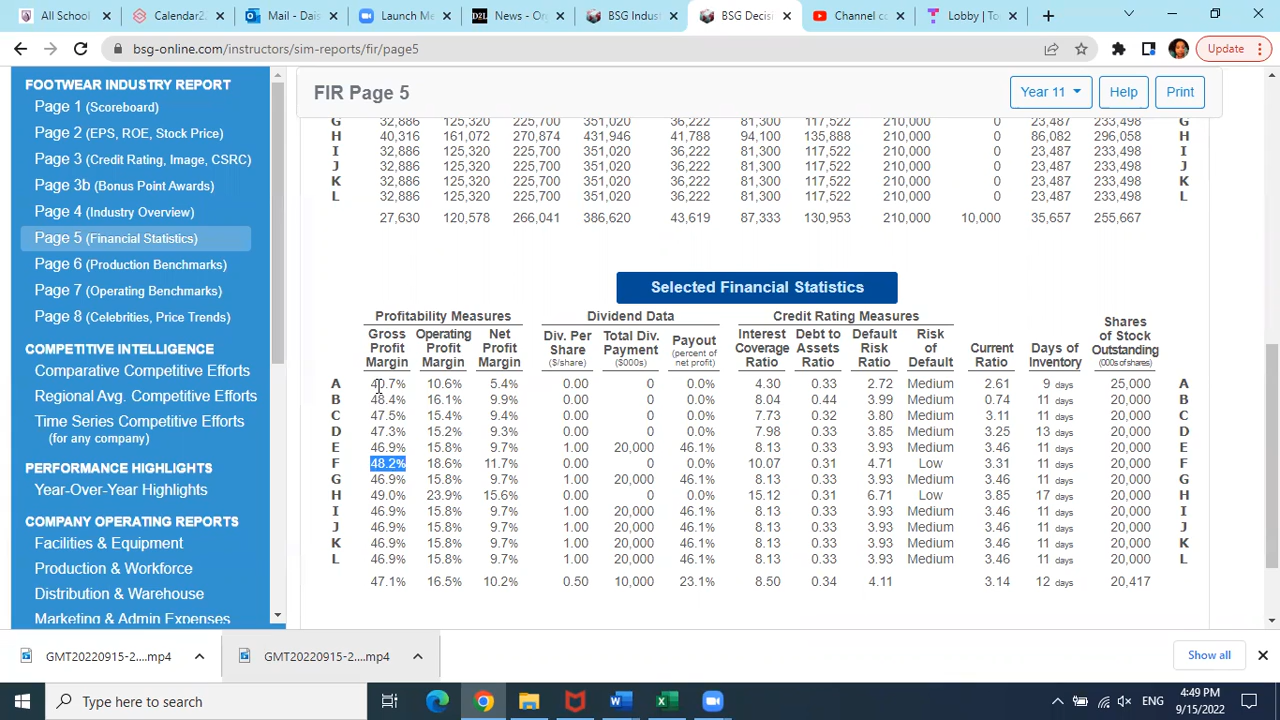 All School
Calendar2
Mail - Dais
Launch Me
News - Org
BSG Indus
BSG Decisi
Channel co
Lobby | To
bsg-online.com/instructors/sim-reports/fir/page5
Update
FOOTWEAR INDUSTRY REPORT
Page 1 (Scoreboard)
Page 2 (EPS, ROE, Stock Price)
Page 3 (Credit Rating, Image, CSRC)
Page 3b (Bonus Point Awards)
Page 4 (Industry Overview)
Page 5 (Financial Statistics)
Page 6 (Production Benchmarks)
Page 7 (Operating Benchmarks)
Page 8 (Celebrities, Price Trends)
COMPETITIVE INTELLIGENCE
Comparative Competitive Efforts
Regional Avg. Competitive Efforts
Time Series Competitive Efforts
(for any company)
PERFORMANCE HIGHLIGHTS
Year-Over-Year Highlights
COMPANY OPERATING REPORTS
Facilities & Equipment
Production & Workforce
Distribution & Warehouse
Marketing & Admin Expenses
FIR Page 5
Year 11
Help
Print
G 32,886 125,320 225,700 351,020 36,222 81,300 117,522 210,000 0 23,487 233,498 G
H 40,316 161,072 270,874 431,946 41,788 94,100 135,888 210,000 0 86,082 296,058 H
I 32,886 125,320 225,700 351,020 36,222 81,300 117,522 210,000 0 23,487 233,498 I
J 32,886 125,320 225,700 351,020 36,222 81,300 117,522 210,000 0 23,487 233,498 J
K 32,886 125,320 225,700 351,020 36,222 81,300 117,522 210,000 0 23,487 233,498 K
L 32,886 125,320 225,700 351,020 36,222 81,300 117,522 210,000 0 23,487 233,498 L
27,630 120,578 266,041 386,620 43,619 87,333 130,953 210,000 10,000 35,657 255,667
Selected Financial Statistics
Profitability Measures Dividend Data Credit Rating Measures
Gross Profit Margin
Operating Profit Margin
Net Profit Margin
Div. Per Share ($/share)
Total Div. Payment ($000s)
Payout (percent of net profit)
Interest Coverage Ratio
Debt to Assets Ratio
Default Risk Ratio
Risk of Default
Current Ratio
Days of Inventory
Shares of Stock Outstanding (000s of shares)
A .7% 10.6% 5.4% 0.00 0 0.0% 4.30 0.33 2.72 Medium 2.61 9 days 25,000 A
B 48.4% 16.1% 9.9% 0.00 0 0.0% 8.04 0.44 3.99 Medium 0.74 11 days 20,000 B
C 47.5% 15.4% 9.4% 0.00 0 0.0% 7.73 0.32 3.80 Medium 3.11 11 days 20,000 C
D 47.3% 15.2% 9.3% 0.00 0 0.0% 7.98 0.33 3.85 Medium 3.25 13 days 20,000 D
E 46.9% 15.8% 9.7% 1.00 20,000 46.1% 8.13 0.33 3.93 Medium 3.46 11 days 20,000 E
F 48.2% 18.6% 11.7% 0.00 0 0.0% 10.07 0.31 4.71 Low 3.31 11 days 20,000 F
G 46.9% 15.8% 9.7% 1.00 20,000 46.1% 8.13 0.33 3.93 Medium 3.46 11 days 20,000 G
H 49.0% 23.9% 15.6% 0.00 0 0.0% 15.12 0.31 6.71 Low 3.85 17 days 20,000 H
I 46.9% 15.8% 9.7% 1.00 20,000 46.1% 8.13 0.33 3.93 Medium 3.46 11 days 20,000 I
J 46.9% 15.8% 9.7% 1.00 20,000 46.1% 8.13 0.33 3.93 Medium 3.46 11 days 20,000 J
K 46.9% 15.8% 9.7% 1.00 20,000 46.1% 8.13 0.33 3.93 Medium 3.46 11 days 20,000 K
L 46.9% 15.8% 9.7% 1.00 20,000 46.1% 8.13 0.33 3.93 Medium 3.46 11 days 20,000 L
47.1% 16.5% 10.2% 0.50 10,000 23.1% 8.50 0.34 4.11 3.14 12 days 20,417
GMT20220915-2....mp4
GMT20220915-2....mp4
Show all
Type here to search
ENG
4:49 PM
9/15/2022